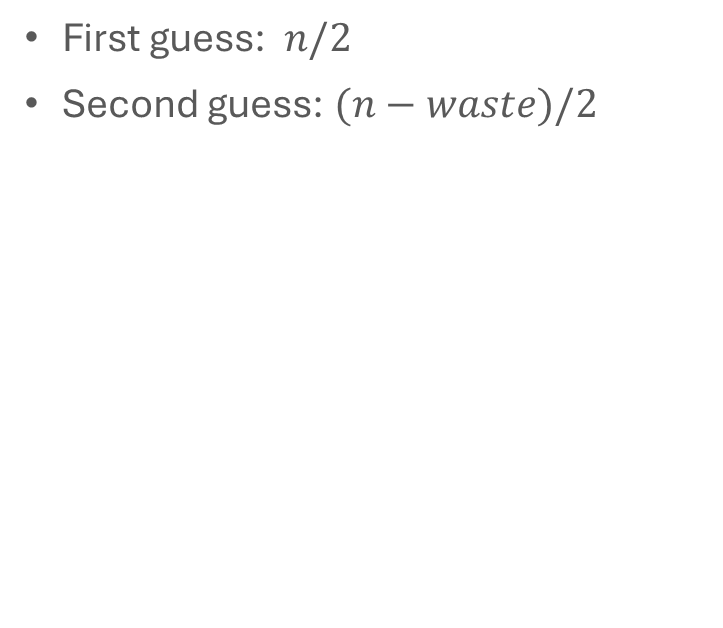 • First guess: n/2
• Second guess: (n − waste)/2